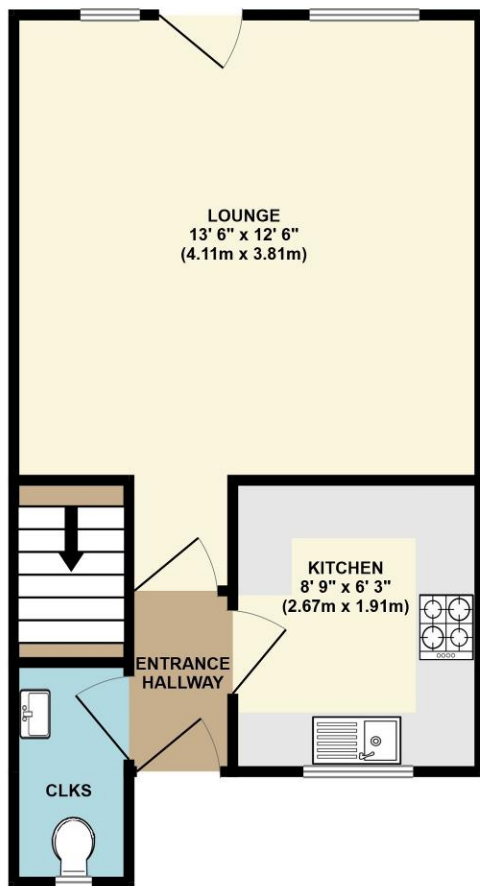 LOUNGE
13' 6" x 12' 6"
(4.11m x 3.81m)
KITCHEN
8' 9" x 6' 3"
(2.67m x 1.91m)
ENTRANCE
HALLWAY
CLKS